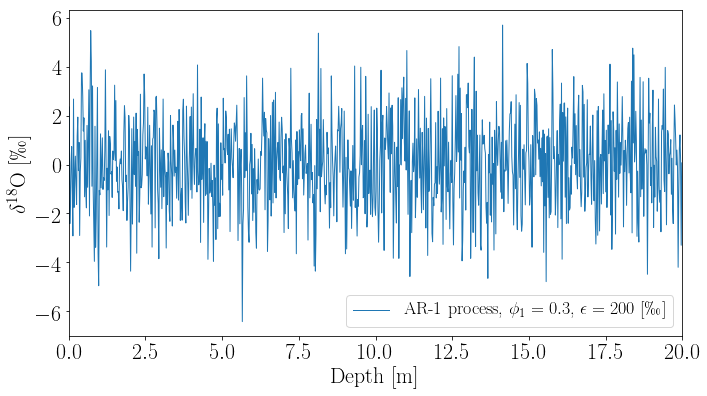 6
4
2
0
−2
−4
−6
δ¹⁸O [‰]
AR-1 process, ϕ₁ = 0.3, ϵ = 200 [‰]
0.0 2.5 5.0 7.5 10.0 12.5 15.0 17.5 20.0
Depth [m]